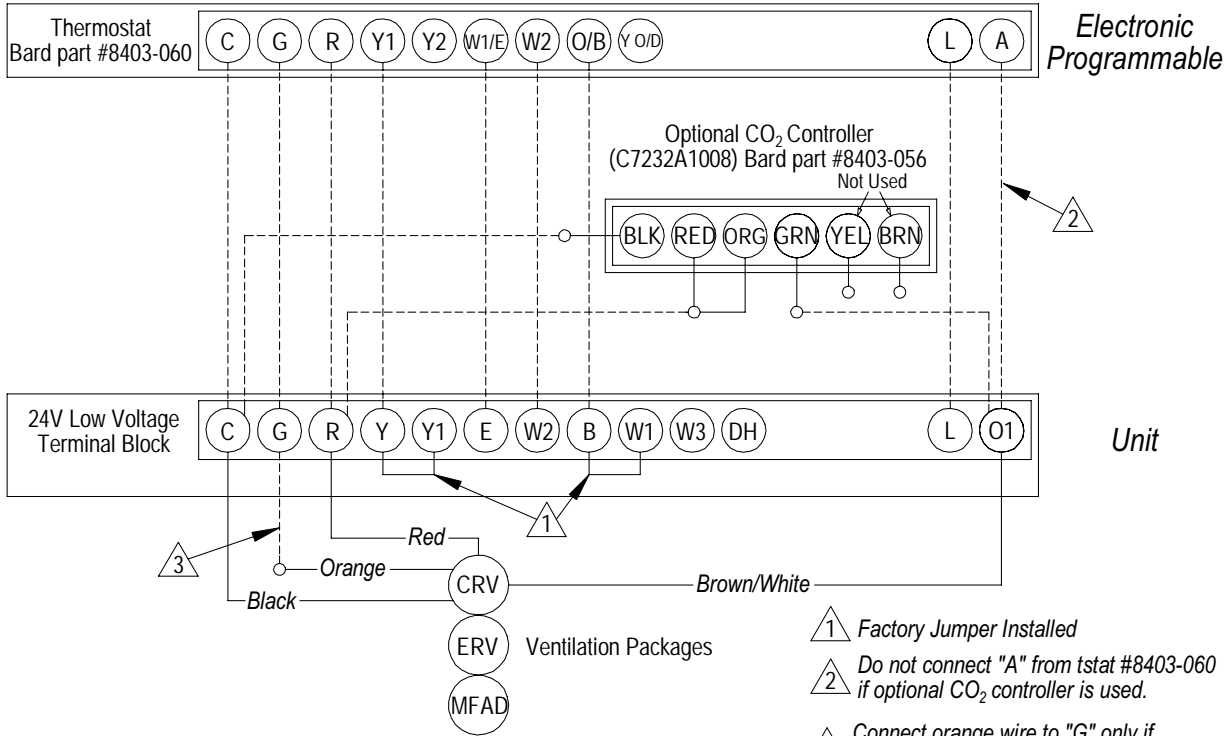 Thermostat
Bard part #8403-060
C G R Y1 Y2 W1/E W2 O/B Y O/D L A
Electronic
Programmable
Optional CO₂ Controller
(C7232A1008) Bard part #8403-056
Not Used
2
BLK RED ORG GRN YEL BRN
24V Low Voltage
Terminal Block
C G R Y Y1 E W2 B W1 W3 DH L O1
Unit
1
3
Red
Orange
Black
CRV
Brown/White
ERV
Ventilation Packages
MFAD
1 Factory Jumper Installed
2 Do not connect "A" from tstat #8403-060
if optional CO₂ controller is used.
Connect orange wire to "G" only if